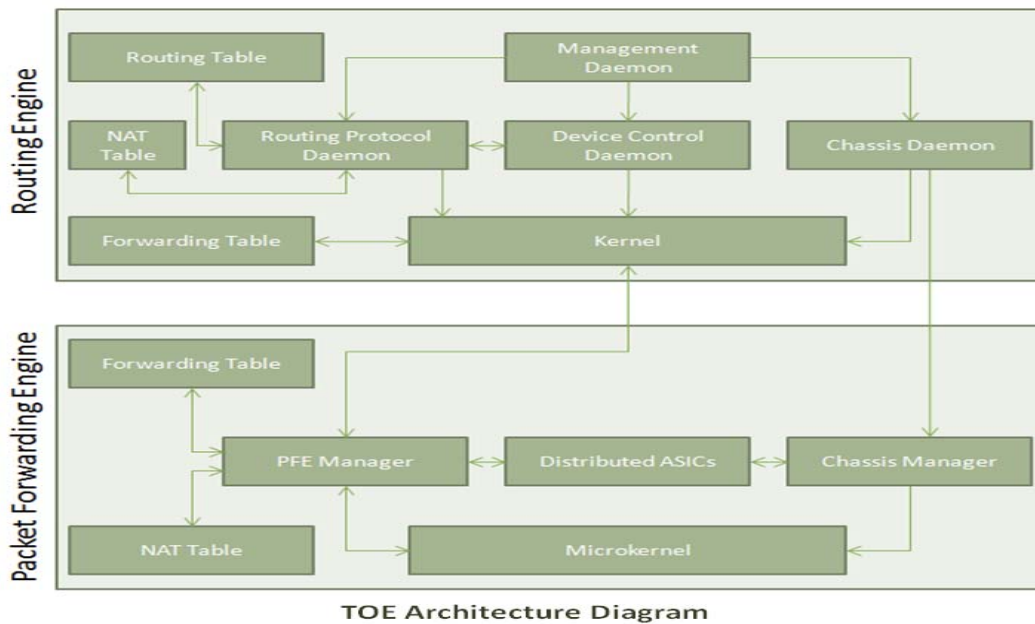 Routing Engine
Routing Table
Management
Daemon
NAT
Table
Routing Protocol
Daemon
Device Control
Daemon
Chassis Daemon
Forwarding Table
Kernel
Packet Forwarding Engine
Forwarding Table
PFE Manager
Distributed ASICs
Chassis Manager
NAT Table
Microkernel
TOE Architecture Diagram